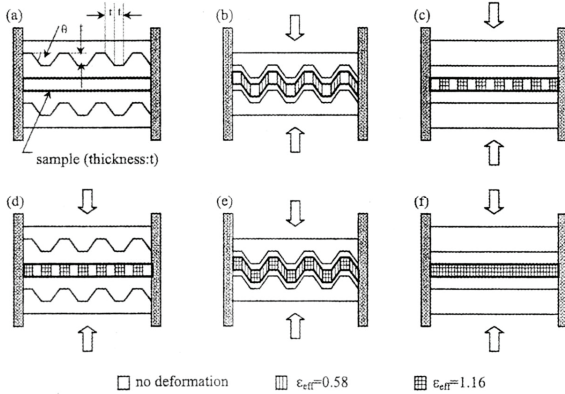 (a)
θ
t t
sample (thickness:t)
(b)
(c)
(d)
(e)
(f)
no deformation
εeff=0.58
εeff=1.16